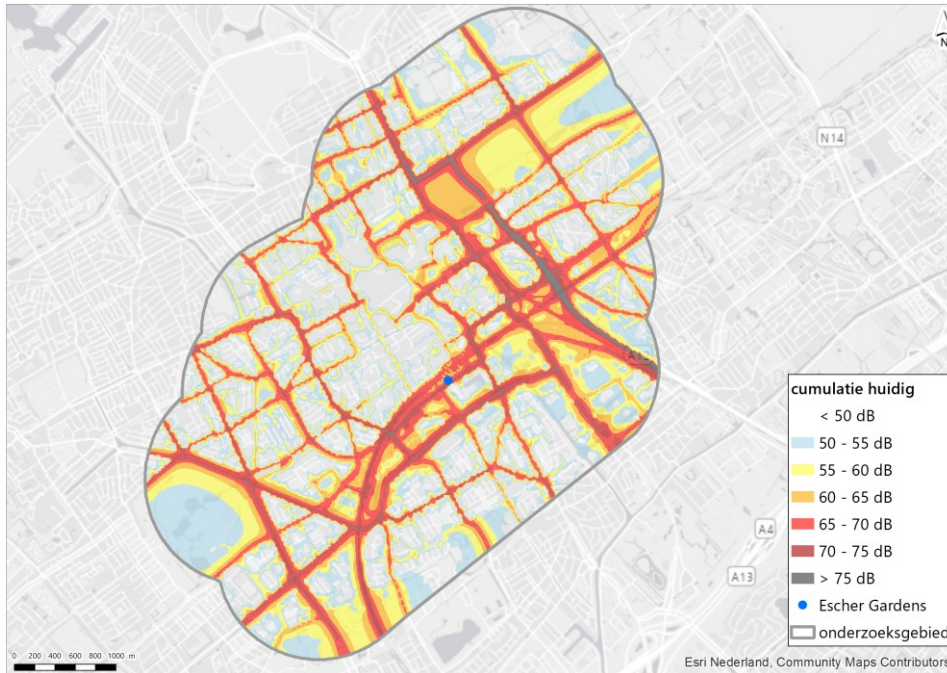 N
N14
A12
cumulatie huidig
< 50 dB
50 - 55 dB
55 - 60 dB
60 - 65 dB
65 - 70 dB
70 - 75 dB
> 75 dB
Escher Gardens
onderzoeksgebied
A4
A13
0 200 400 600 800 1000 m
Esri Nederland, Community Maps Contributors